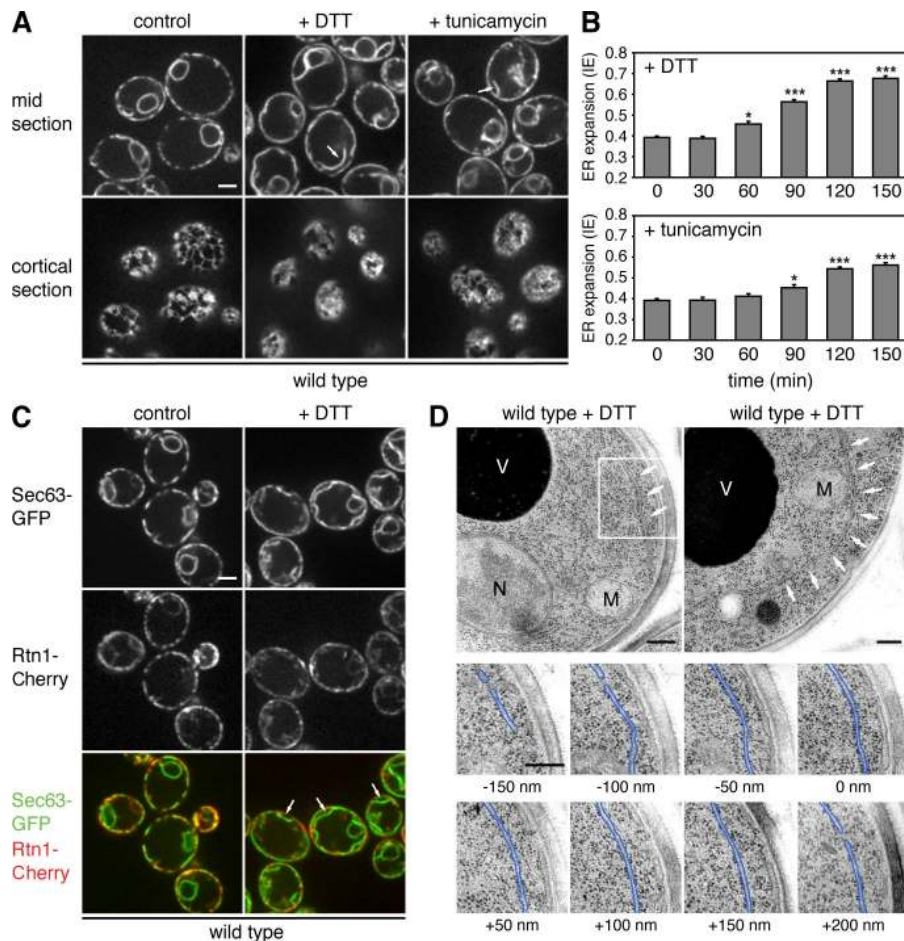 A
control
+ DTT
+ tunicamycin
mid
section
cortical
section
wild type
B
ER expansion (IE)
0.8
0.7
0.6
0.5
0.4
0.3
0.2
+ DTT
*
***
***
***
0 30 60 90 120 150
ER expansion (IE)
0.8
0.7
0.6
0.5
0.4
0.3
0.2
+ tunicamycin
*
***
***
0 30 60 90 120 150
time (min)
C
control
+ DTT
Sec63-
GFP
Rtn1-
Cherry
Sec63-
GFP
Rtn1-
Cherry
wild type
D
wild type + DTT
wild type + DTT
V
N
M
V
M
-150 nm
-100 nm
-50 nm
0 nm
+50 nm
+100 nm
+150 nm
+200 nm